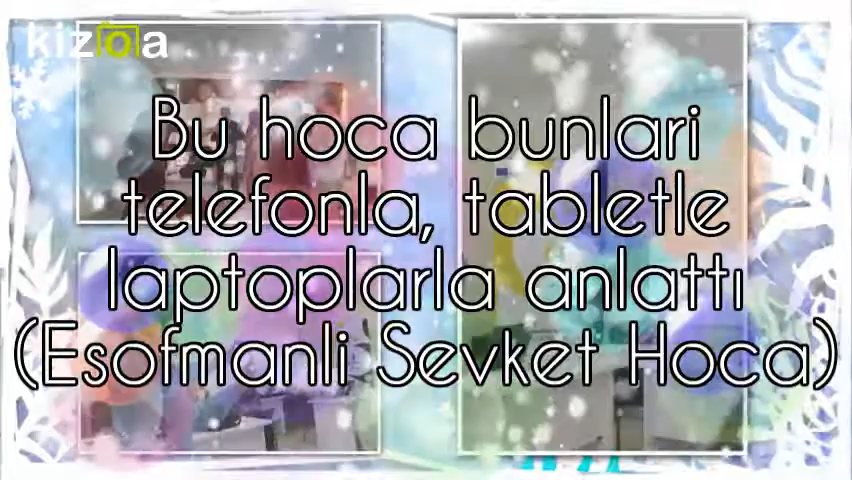 kizoa
Bu hoca bunlari
telefonla, tabletle
laptoplarla anlattı
(Esofmanli Sevket Hoca)